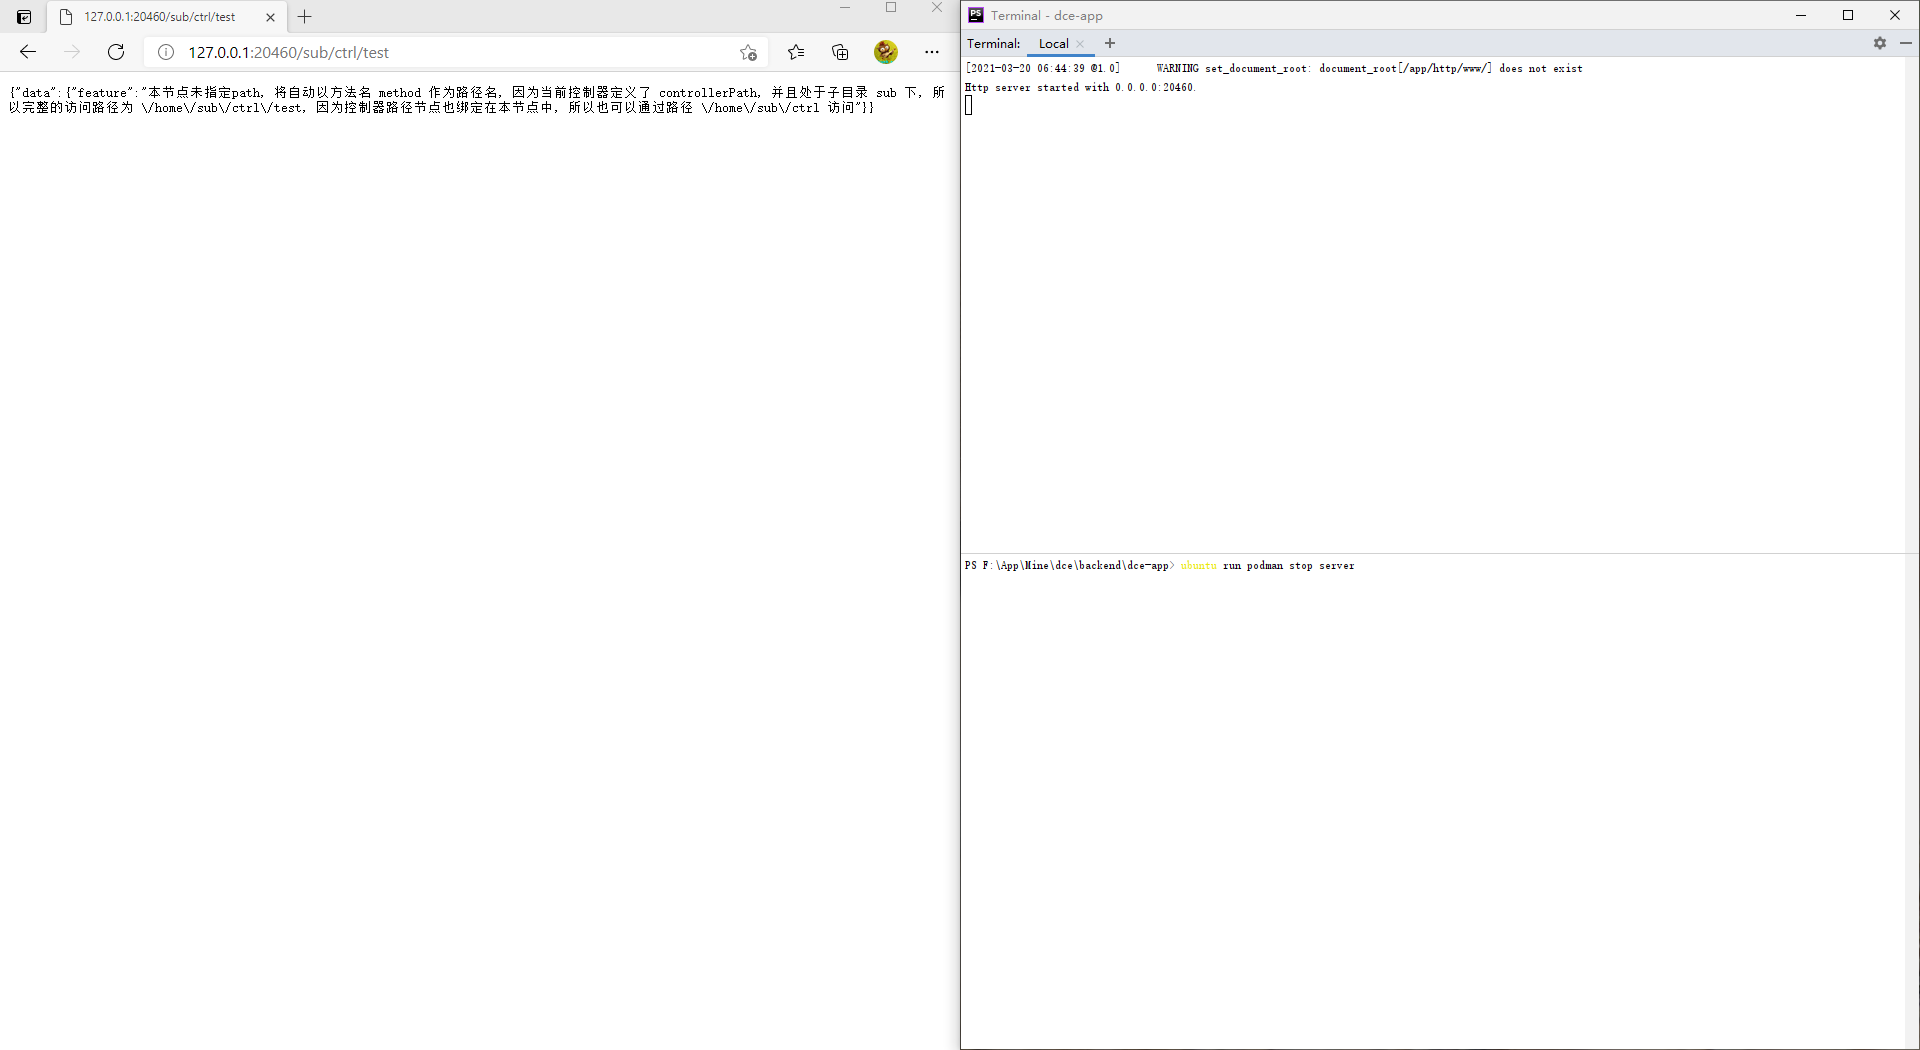 127.0.0.1:20460/sub/ctrl/test
127.0.0.1:20460/sub/ctrl/test
{"data":{"feature":"本节点未指定path, 将自动以方法名 method 作为路径名, 因为当前控制器定义了 controllerPath, 并且处于子目录 sub 下, 所
以完整的访问路径为 \/home\/sub\/ctrl\/test, 因为控制器路径节点也绑定在本节点中, 所以也可以通过路径 \/home\/sub\/ctrl 访问"}}
PS Terminal - dce-app
Terminal: Local
[2021-03-20 06:44:39 @1.0] WARNING set_document_root: document_root[/app/http/www/] does not exist
Http server started with 0.0.0.0:20460.
PS F:\App\Mine\dce\backend\dce-app> ubuntu run podman stop server